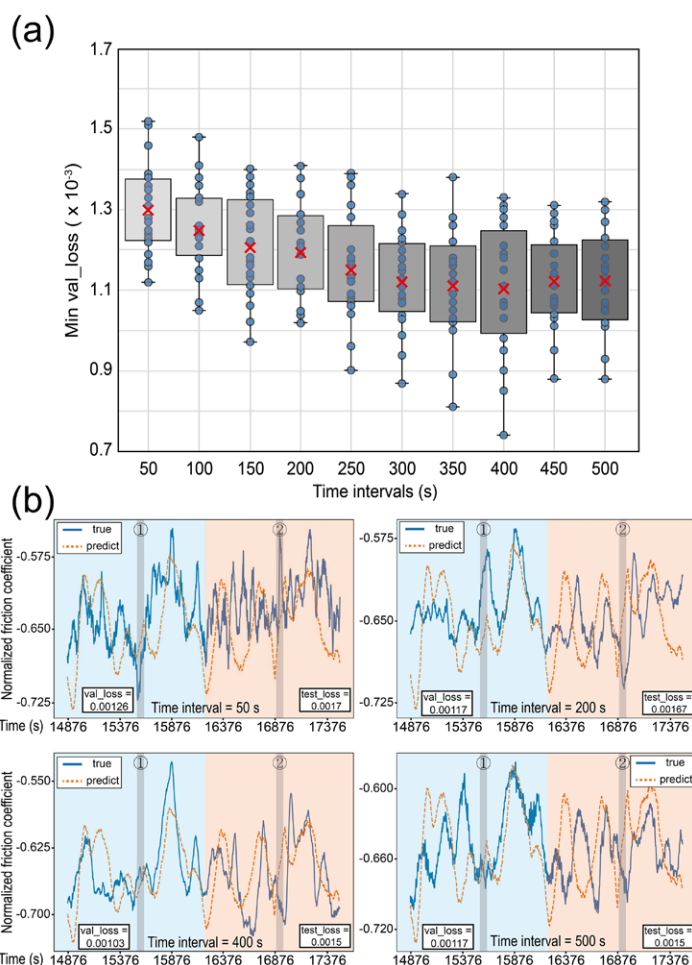 (a)
1.7
1.5
1.3
1.1
0.9
0.7
Min val_loss ( x 10⁻³)
50 100 150 200 250 300 350 400 450 500
Time intervals (s)
(b)
true
predict
①
②
-0.575
-0.650
-0.725
Normalized friction coefficient
val_loss =
0.00126
Time interval = 50 s
test_loss =
0.0017
Time (s)
14876 15376 15876 16376 16876 17376
true
predict
①
②
-0.575
-0.650
-0.725
val_loss =
0.00117
Time interval = 200 s
test_loss =
0.00167
14876 15376 15876 16376 16876 17376
true
predict
①
②
-0.550
-0.625
-0.700
Normalized friction coefficient
val_loss =
0.00103
Time interval = 400 s
test_loss =
0.0015
Time (s)
14876 15376 15876 16376 16876 17376
true
predict
①
②
-0.600
-0.660
-0.720
val_loss =
0.00117
Time interval = 500 s
test_loss =
0.0015
14876 15376 15876 16376 16876 17376